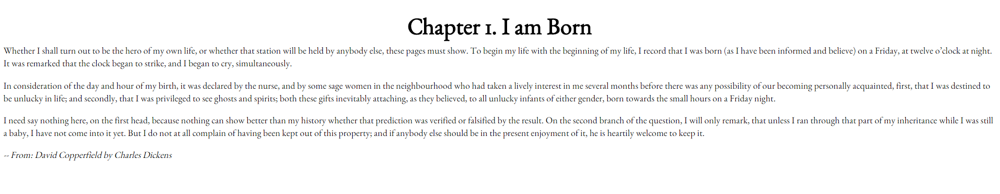 Chapter 1. I am Born
Whether I shall turn out to be the hero of my own life, or whether that station will be held by anybody else, these pages must show. To begin my life with the beginning of my life, I record that I was born (as I have been informed and believe) on a Friday, at twelve o’clock at night.
It was remarked that the clock began to strike, and I began to cry, simultaneously.
In consideration of the day and hour of my birth, it was declared by the nurse, and by some sage women in the neighbourhood who had taken a lively interest in me several months before there was any possibility of our becoming personally acquainted, first, that I was destined to
be unlucky in life; and secondly, that I was privileged to see ghosts and spirits; both these gifts inevitably attaching, as they believed, to all unlucky infants of either gender, born towards the small hours on a Friday night.
I need say nothing here, on the first head, because nothing can show better than my history whether that prediction was verified or falsified by the result. On the second branch of the question, I will only remark, that unless I ran through that part of my inheritance while I was still
a baby, I have not come into it yet. But I do not at all complain of having been kept out of this property; and if anybody else should be in the present enjoyment of it, he is heartily welcome to keep it.
-- From: David Copperfield by Charles Dickens